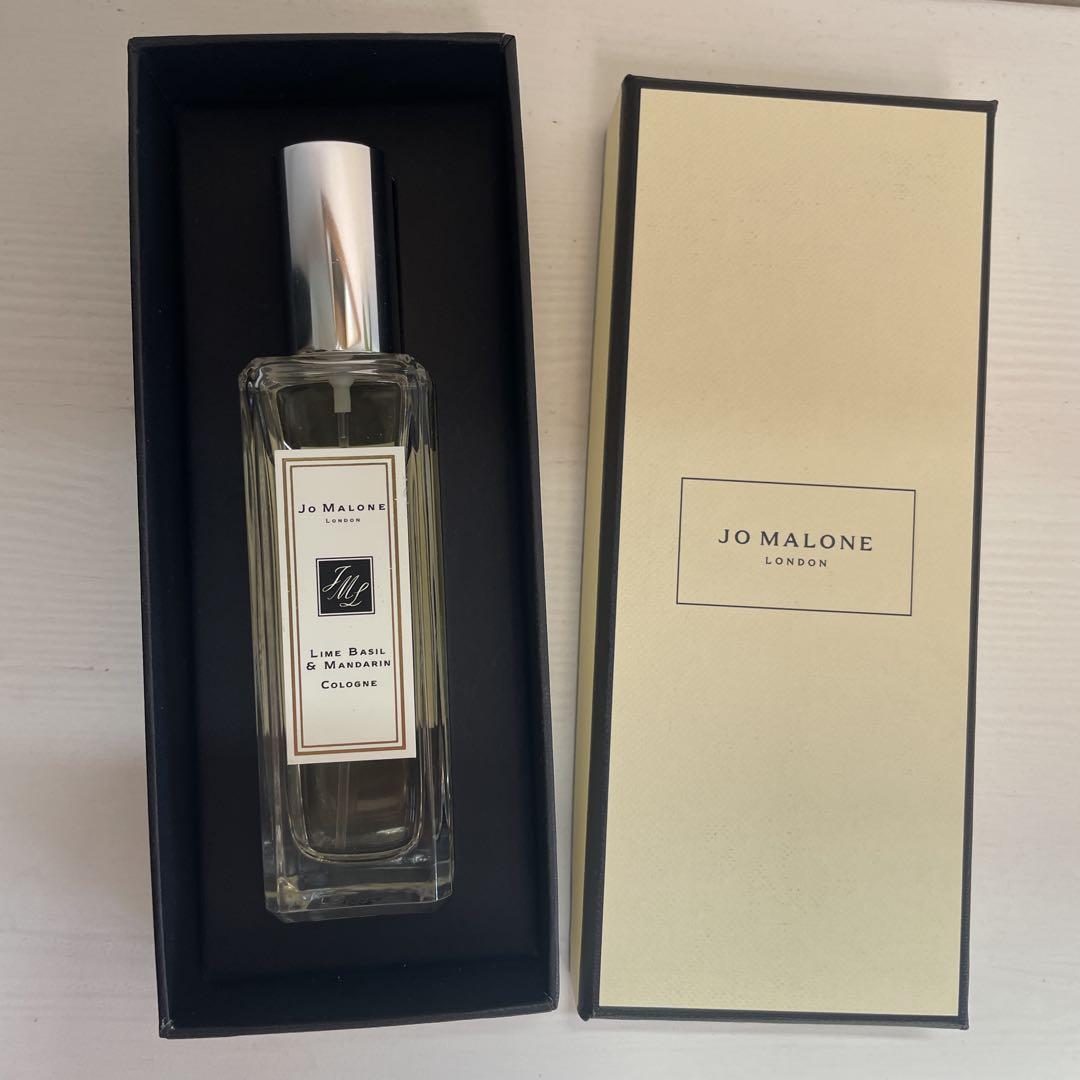 JO MALONE
LONDON
JML
LIME BASIL
& MANDARIN
COLOGNE
JO MALONE
LONDON